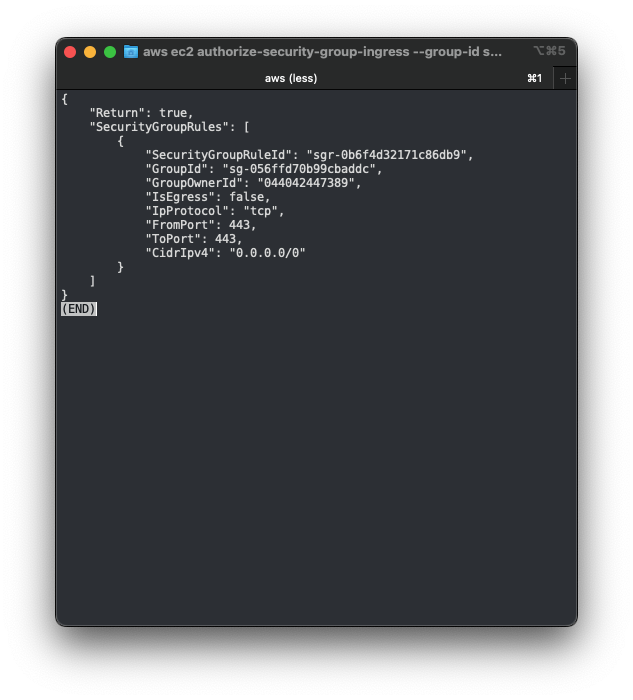 aws ec2 authorize-security-group-ingress --group-id s... ⌥⌘5
aws (less) ⌘1 +
{
    "Return": true,
    "SecurityGroupRules": [
        {
            "SecurityGroupRuleId": "sgr-0b6f4d32171c86db9",
            "GroupId": "sg-056ffd70b99cbaddc",
            "GroupOwnerId": "044042447389",
            "IsEgress": false,
            "IpProtocol": "tcp",
            "FromPort": 443,
            "ToPort": 443,
            "CidrIpv4": "0.0.0.0/0"
        }
    ]
}
(END)